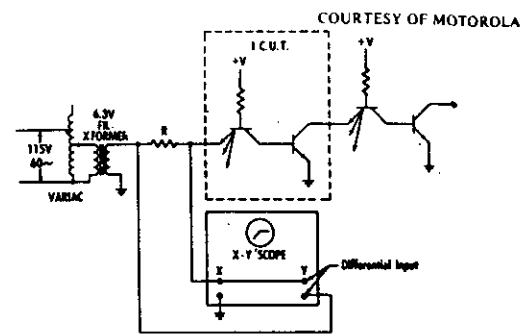 COURTESY OF MOTOROLA
I C.U.T.
+V
+V
6.3V
FIL
XFORMER
R
115V
60~
VARIAC
X-Y 'SCOPE
X
Y
Differential Input